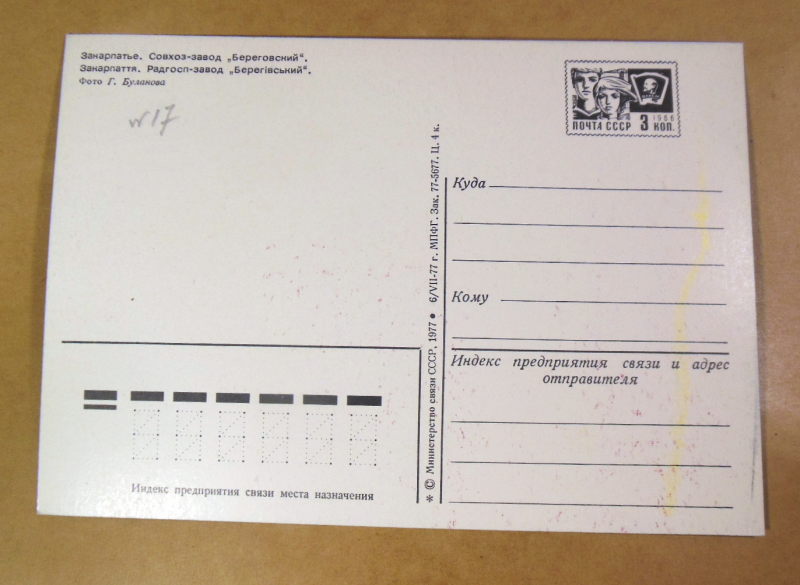 Закарпатье. Совхоз-завод „Береговский“.
Закарпаття. Радгосп-завод „Берегівський“.
Фото Г. Буланова
№17
ПОЧТА СССР 3 КОП.
1966
Куда
Кому
Индекс предприятия связи и адрес
отправителя
Индекс предприятия связи места назначения
* © Министерство связи СССР, 1977 • 6/VII-77 г. МПФГ. Зак. 77-5677. Ц. 4 к.